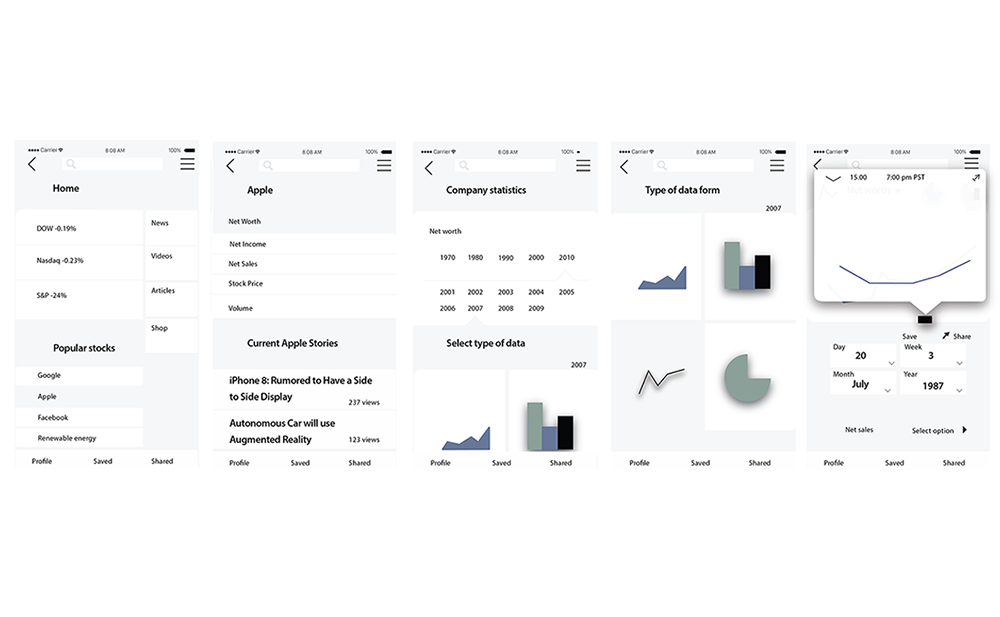 Carrier 8:08 AM 100%
Home
DOW -0.19%
Nasdaq -0.23%
S&P -24%
News
Videos
Articles
Shop
Popular stocks
Google
Apple
Facebook
Renewable energy
Profile Saved Shared
Carrier 8:08 AM 100%
Apple
Net Worth
Net Income
Net Sales
Stock Price
Volume
Current Apple Stories
iPhone 8: Rumored to Have a Side
to Side Display
237 views
Autonomous Car will use
Augmented Reality
123 views
Profile Saved Shared
Carrier 8:08 AM 100%
Company statistics
Net worth
1970 1980 1990 2000 2010
2001 2002 2003 2004 2005
2006 2007 2008 2009
Select type of data
2007
Profile Saved Shared
Carrier 8:08 AM 100%
Type of data form
2007
Profile Saved Shared
Carrier 8:08 AM 100%
15.00 7:00 pm PST
Net worth
Save Share
Day Week
20 3
Month Year
July 1987
Net sales Select option
Profile Saved Shared